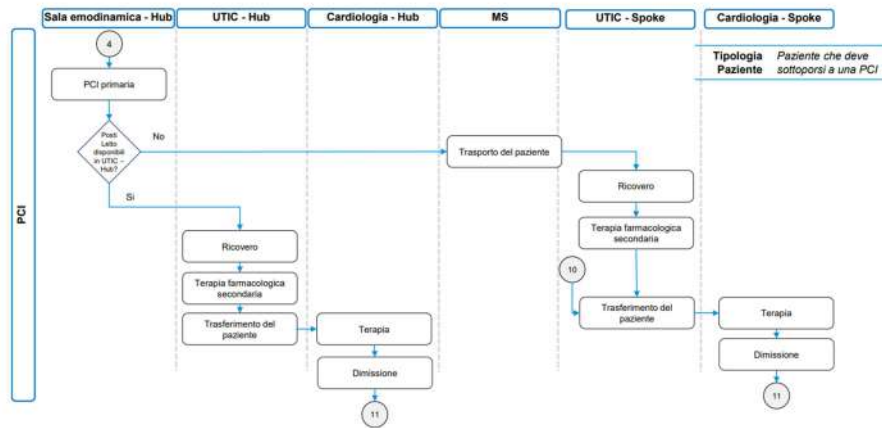 Sala emodinamica - Hub
UTIC - Hub
Cardiologia - Hub
MS
UTIC - Spoke
Cardiologia - Spoke
Tipologia
Paziente
Paziente che deve
sottoporsi a una PCI
4
PCI primaria
Posti
Letto
disponibili
in UTIC –
Hub?
No
Si
Trasporto del paziente
Ricovero
Terapia farmacologica
secondaria
10
Trasferimento del
paziente
Terapia
Dimissione
11
Ricovero
Terapia farmacologica
secondaria
Trasferimento del
paziente
Terapia
Dimissione
11
PCI